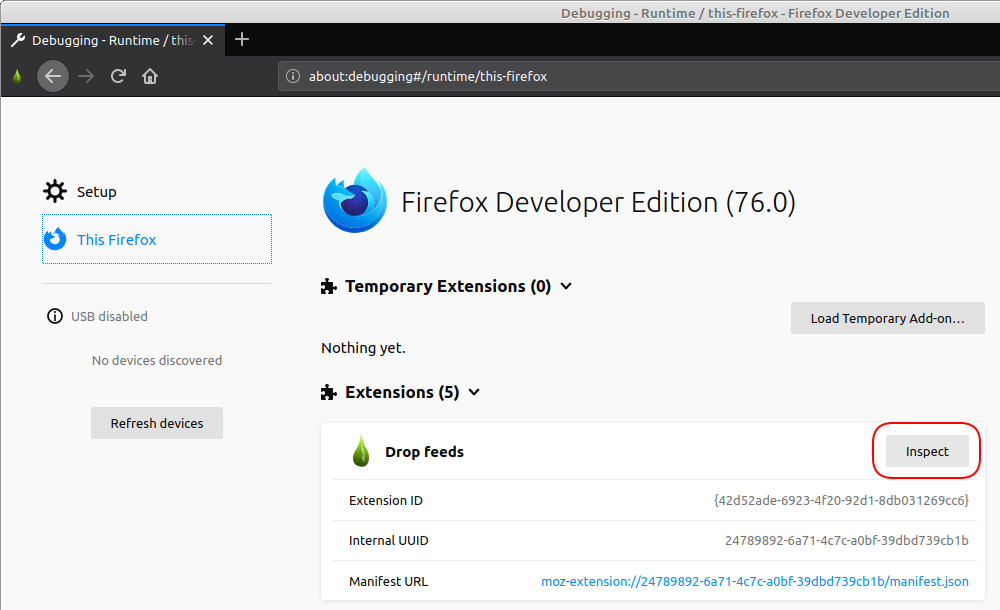 Debugging - Runtime / this-firefox - Firefox Developer Edition
Debugging - Runtime / this
about:debugging#/runtime/this-firefox
Setup
This Firefox
USB disabled
No devices discovered
Refresh devices
Firefox Developer Edition (76.0)
Temporary Extensions (0)
Load Temporary Add-on…
Nothing yet.
Extensions (5)
Drop feeds
Inspect
Extension ID
{42d52ade-6923-4f20-92d1-8db031269cc6}
Internal UUID
24789892-6a71-4c7c-a0bf-39dbd739cb1b
Manifest URL
moz-extension://24789892-6a71-4c7c-a0bf-39dbd739cb1b/manifest.json